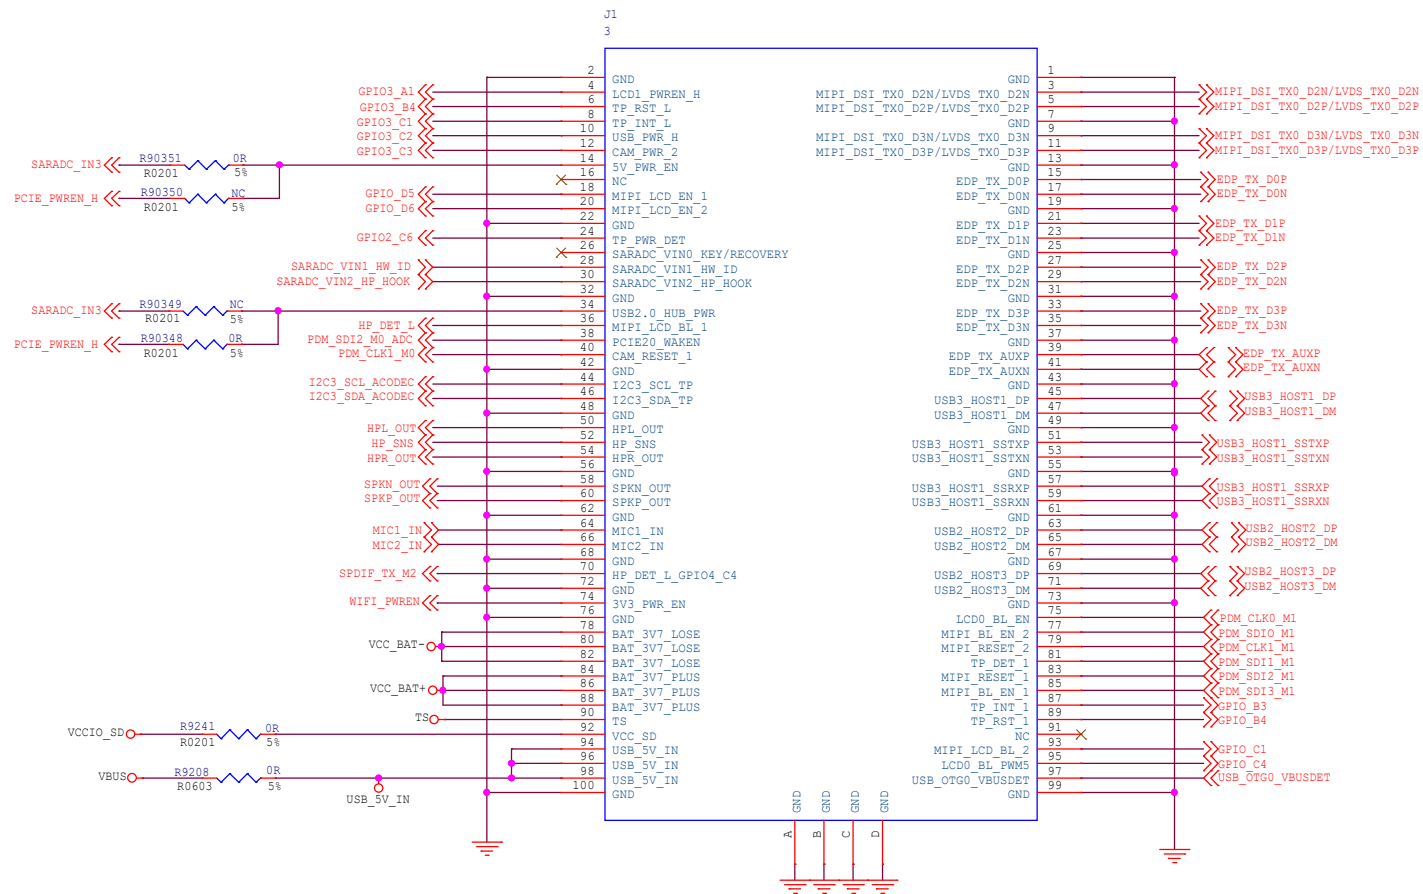 J1
3
2 GND
4 LCD1_PWREN_H
6 TP_RST_L
8 TP_INT_L
10 USB_PWR_H
12 CAM_PWR_2
14 5V_PWR_EN
16 NC
18 MIPI_LCD_EN_1
20 MIPI_LCD_EN_2
22 GND
24 TP_PWR_DET
26 SARADC_VIN0_KEY/RECOVERY
28 SARADC_VIN1_HW_ID
30 SARADC_VIN2_HP_HOOK
32 GND
34 USB2.0_HUB_PWR
36 MIPI_LCD_BL_1
38 PCIE20_WAKEN
40 CAM_RESET_1
42 GND
44 I2C3_SCL_TP
46 I2C3_SDA_TP
48 GND
50 HPL_OUT
52 HP_SNS
54 HPR_OUT
56 GND
58 SPKN_OUT
60 SPKP_OUT
62 GND
64 MIC1_IN
66 MIC2_IN
68 GND
70 HP_DET_L_GPIO4_C4
72 GND
74 3V3_PWR_EN
76 GND
78 BAT_3V7_LOSE
80 BAT_3V7_LOSE
82 BAT_3V7_LOSE
84 BAT_3V7_PLUS
86 BAT_3V7_PLUS
88 BAT_3V7_PLUS
90 TS
92 VCC_SD
94 USB_5V_IN
96 USB_5V_IN
98 USB_5V_IN
100 GND
GPIO3_A1
GPIO3_B4
GPIO3_C1
GPIO3_C2
GPIO3_C3
SARADC_IN3 R90351 0R
R0201 5%
PCIE_PWREN_H R90350 NC
R0201 5%
GPIO_D5
GPIO_D6
GPIO2_C6
SARADC_VIN1_HW_ID
SARADC_VIN2_HP_HOOK
SARADC_IN3 R90349 NC
R0201 5%
PCIE_PWREN_H R90348 0R
R0201 5%
HP_DET_L
PDM_SDI2_M0_ADC
PDM_CLK1_M0
I2C3_SCL_ACODEC
I2C3_SDA_ACODEC
HPL_OUT
HP_SNS
HPR_OUT
SPKN_OUT
SPKP_OUT
MIC1_IN
MIC2_IN
SPDIF_TX_M2
WIFI_PWREN
VCC_BAT-
VCC_BAT+
TS
VCCIO_SD R9241 0R
R0201 5%
VBUS R9208 0R
R0603 5%
USB_5V_IN
GND 1
MIPI_DSI_TX0_D2N/LVDS_TX0_D2N 3 MIPI_DSI_TX0_D2N/LVDS_TX0_D2N
MIPI_DSI_TX0_D2P/LVDS_TX0_D2P 5 MIPI_DSI_TX0_D2P/LVDS_TX0_D2P
GND 7
MIPI_DSI_TX0_D3N/LVDS_TX0_D3N 9 MIPI_DSI_TX0_D3N/LVDS_TX0_D3N
MIPI_DSI_TX0_D3P/LVDS_TX0_D3P 11 MIPI_DSI_TX0_D3P/LVDS_TX0_D3P
GND 13
EDP_TX_D0P 15 EDP_TX_D0P
EDP_TX_D0N 17 EDP_TX_D0N
GND 19
EDP_TX_D1P 21 EDP_TX_D1P
EDP_TX_D1N 23 EDP_TX_D1N
GND 25
EDP_TX_D2P 27 EDP_TX_D2P
EDP_TX_D2N 29 EDP_TX_D2N
GND 31
EDP_TX_D3P 33 EDP_TX_D3P
EDP_TX_D3N 35 EDP_TX_D3N
GND 37
EDP_TX_AUXP 39 EDP_TX_AUXP
EDP_TX_AUXN 41 EDP_TX_AUXN
GND 43
USB3_HOST1_DP 45 USB3_HOST1_DP
USB3_HOST1_DM 47 USB3_HOST1_DM
GND 49
USB3_HOST1_SSTXP 51 USB3_HOST1_SSTXP
USB3_HOST1_SSTXN 53 USB3_HOST1_SSTXN
GND 55
USB3_HOST1_SSRXP 57 USB3_HOST1_SSRXP
USB3_HOST1_SSRXN 59 USB3_HOST1_SSRXN
GND 61
USB2_HOST2_DP 63 USB2_HOST2_DP
USB2_HOST2_DM 65 USB2_HOST2_DM
GND 67
USB2_HOST3_DP 69 USB2_HOST3_DP
USB2_HOST3_DM 71 USB2_HOST3_DM
GND 73
LCD0_BL_EN 75 PDM_CLK0_M1
MIPI_BL_EN_2 77 PDM_SDI0_M1
MIPI_RESET_2 79 PDM_CLK1_M1
TP_DET_1 81 PDM_SDI1_M1
MIPI_RESET_1 83 PDM_SDI2_M1
MIPI_BL_EN_1 85 PDM_SDI3_M1
TP_INT_1 87 GPIO_B3
TP_RST_1 89 GPIO_B4
NC 91
MIPI_LCD_BL_2 93 GPIO_C1
LCD0_BL_PWM5 95 GPIO_C4
USB_OTG0_VBUSDET 97 USB_OTG0_VBUSDET
GND 99
GND GND GND GND
A B C D